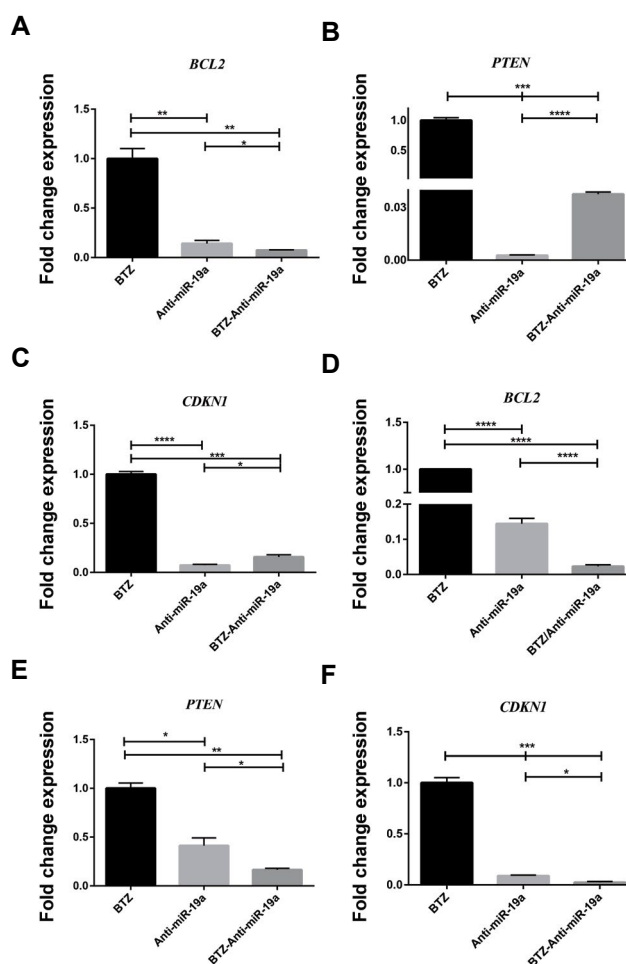 A
BCL2
Fold change expression
1.5
1.0
0.5
0.0
**
**
*
BTZ
Anti-miR-19a
BTZ-Anti-miR-19a
B
PTEN
Fold change expression
1.0
0.5
0.03
0.00
***
****
BTZ
Anti-miR-19a
BTZ-Anti-miR-19a
C
CDKN1
Fold change expression
1.5
1.0
0.5
0.0
****
***
*
BTZ
Anti-miR-19a
BTZ-Anti-miR-19a
D
BCL2
Fold change expression
1.5
1.0
0.2
0.1
0.0
****
****
****
BTZ
Anti-miR-19a
BTZ/Anti-miR-19a
E
PTEN
Fold change expression
1.5
1.0
0.5
0.0
*
**
*
BTZ
Anti-miR-19a
BTZ-Anti-miR-19a
F
CDKN1
Fold change expression
1.5
1.0
0.5
0.0
***
*
BTZ
Anti-miR-19a
BTZ-Anti-miR-19a